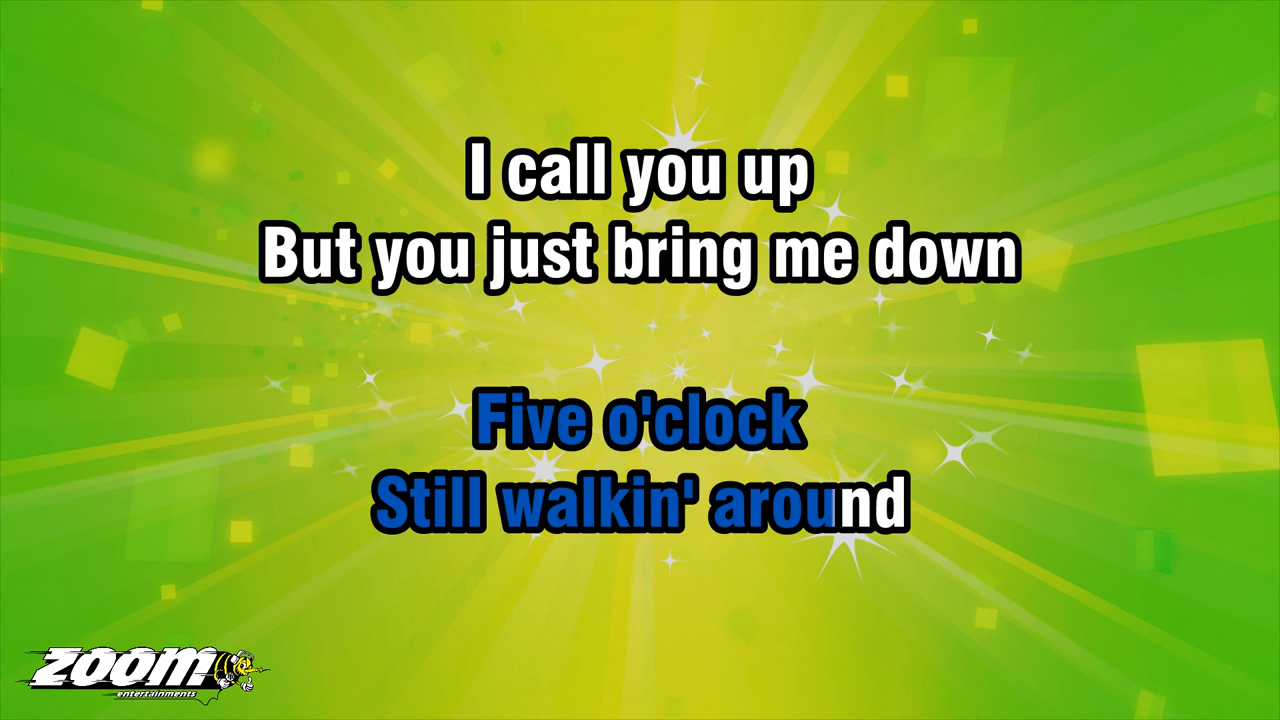 I call you up
But you just bring me down
Five o'clock
Still walkin' around
zoom
entertainments